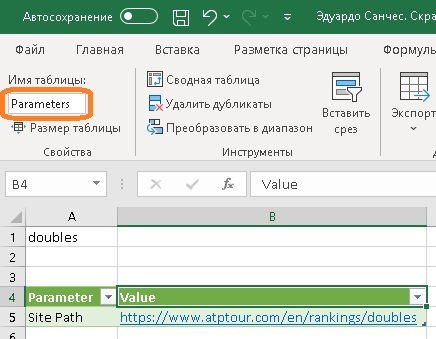 Автосохранение Эдуардо Санчес. Скра
Файл Главная Вставка Разметка страницы Формуль
Имя таблицы:
Parameters
Размер таблицы
Свойства
Сводная таблица
Удалить дубликаты
Преобразовать в диапазон
Инструменты
Вставить
срез
Экспорт
B4 fx Value
A B
1 doubles
2
3
4 Parameter Value
5 Site Path https://www.atptour.com/en/rankings/doubles